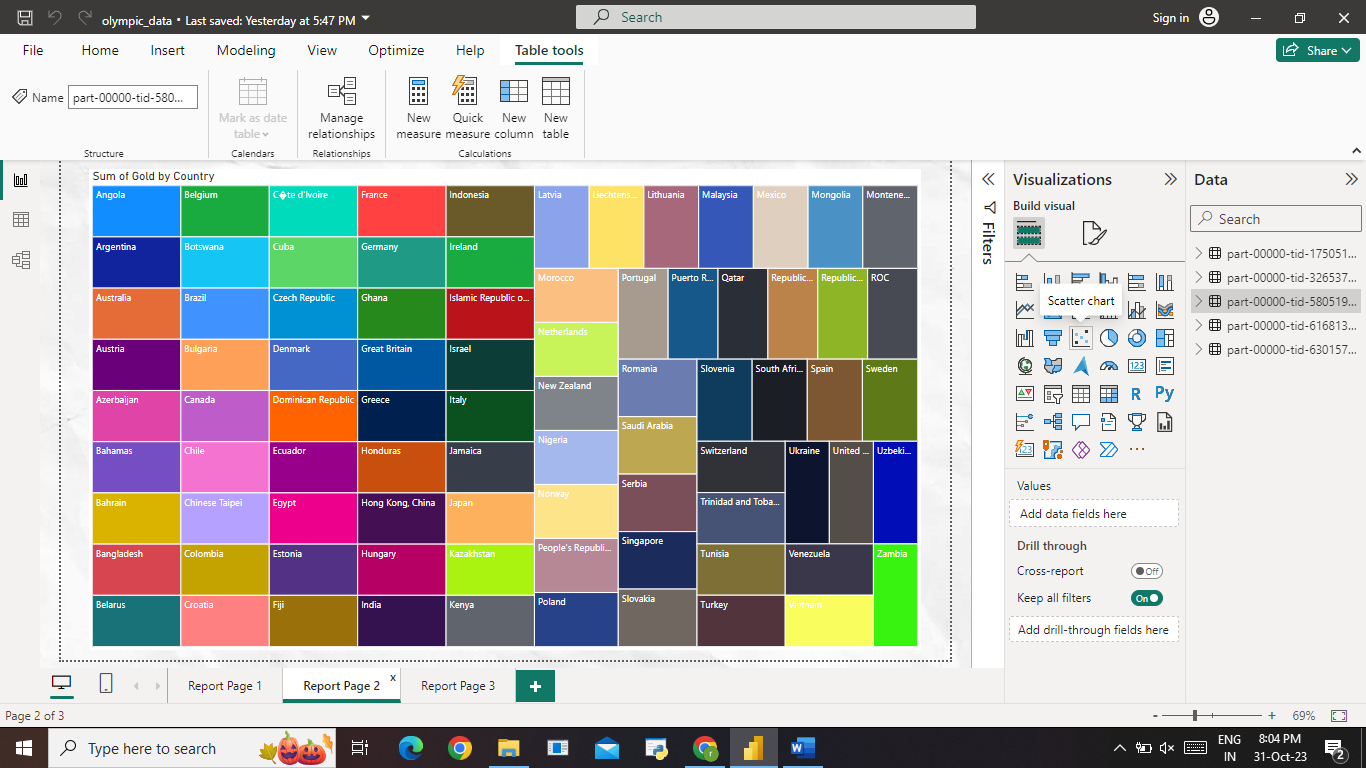 olympic_data • Last saved: Yesterday at 5:47 PM
Search
Sign in
File Home Insert Modeling View Optimize Help Table tools
Share
Name part-00000-tid-580...
Mark as date table
Manage relationships
New measure
Quick measure
New column
New table
Structure Calendars Relationships Calculations
Sum of Gold by Country
Angola
Argentina
Australia
Austria
Azerbaijan
Bahamas
Bahrain
Bangladesh
Belarus
Belgium
Botswana
Brazil
Bulgaria
Canada
Chile
Chinese Taipei
Colombia
Croatia
C�te d'Ivoire
Cuba
Czech Republic
Denmark
Dominican Republic
Ecuador
Egypt
Estonia
Fiji
France
Germany
Ghana
Great Britain
Greece
Honduras
Hong Kong, China
Hungary
India
Indonesia
Ireland
Islamic Republic o...
Israel
Italy
Jamaica
Japan
Kazakhstan
Kenya
Latvia
Liechtens...
Lithuania
Malaysia
Mexico
Mongolia
Montene...
Morocco
Netherlands
New Zealand
Nigeria
Norway
People's Republi...
Poland
Portugal
Puerto R...
Qatar
Republic...
Republic...
ROC
Romania
Saudi Arabia
Serbia
Singapore
Slovakia
Slovenia
South Afri...
Spain
Sweden
Switzerland
Trinidad and Toba...
Ukraine
United ...
Uzbeki...
Tunisia
Turkey
Venezuela
Vietnam
Zambia
Filters
Visualizations
Build visual
Scatter chart
R
Py
123
Values
Add data fields here
Drill through
Cross-report Off
Keep all filters On
Add drill-through fields here
Data
Search
part-00000-tid-175051...
part-00000-tid-326537...
part-00000-tid-580519...
part-00000-tid-616813...
part-00000-tid-630157...
Report Page 1
Report Page 2 x
Report Page 3
+
Page 2 of 3
- + 69%
Type here to search
ENG
IN
8:04 PM
31-Oct-23
2